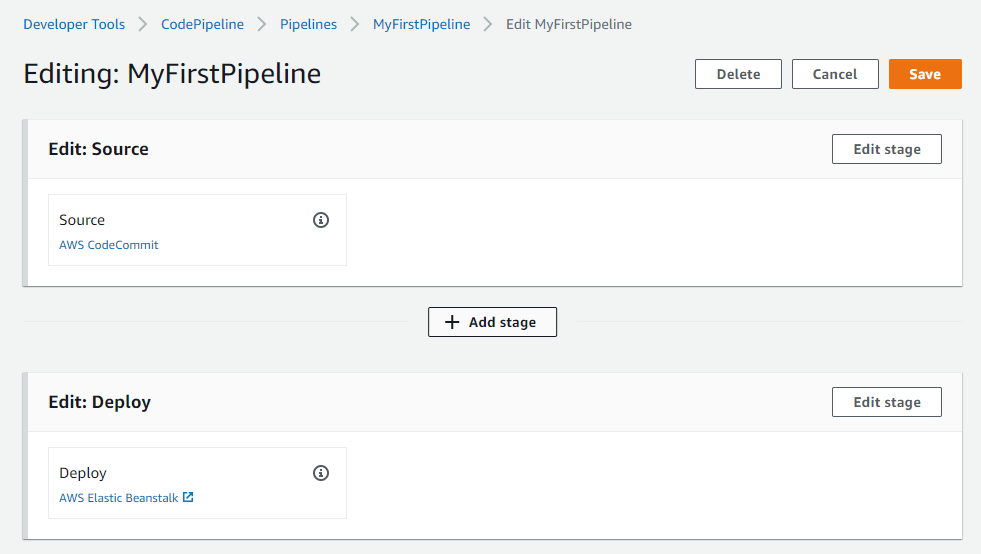 Developer Tools > CodePipeline > Pipelines > MyFirstPipeline > Edit MyFirstPipeline
Editing: MyFirstPipeline
Delete Cancel Save
Edit: Source
Edit stage
Source
AWS CodeCommit
+ Add stage
Edit: Deploy
Edit stage
Deploy
AWS Elastic Beanstalk